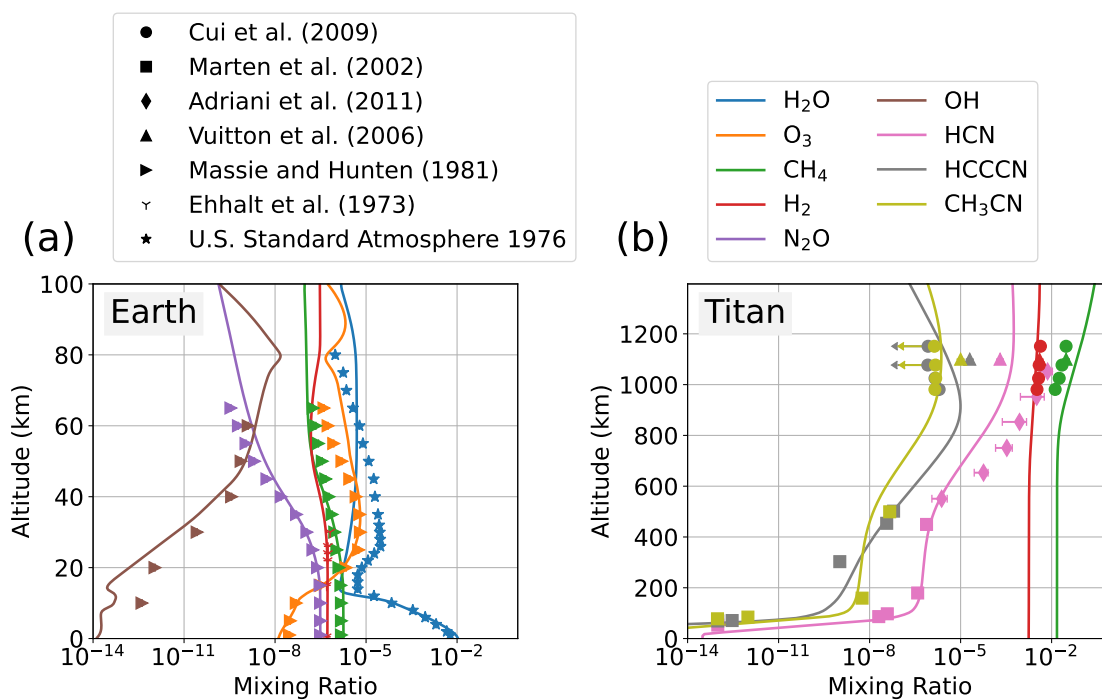 Cui et al. (2009)
Marten et al. (2002)
Adriani et al. (2011)
Vuitton et al. (2006)
Massie and Hunten (1981)
Ehhalt et al. (1973)
U.S. Standard Atmosphere 1976
H₂O
O₃
CH₄
H₂
N₂O
OH
HCN
HCCCN
CH₃CN
(a)
Earth
100
80
60
40
20
0
Altitude (km)
10⁻¹⁴
10⁻¹¹
10⁻⁸
10⁻⁵
10⁻²
Mixing Ratio
(b)
Titan
1200
1000
800
600
400
200
0
Altitude (km)
10⁻¹⁴
10⁻¹¹
10⁻⁸
10⁻⁵
10⁻²
Mixing Ratio